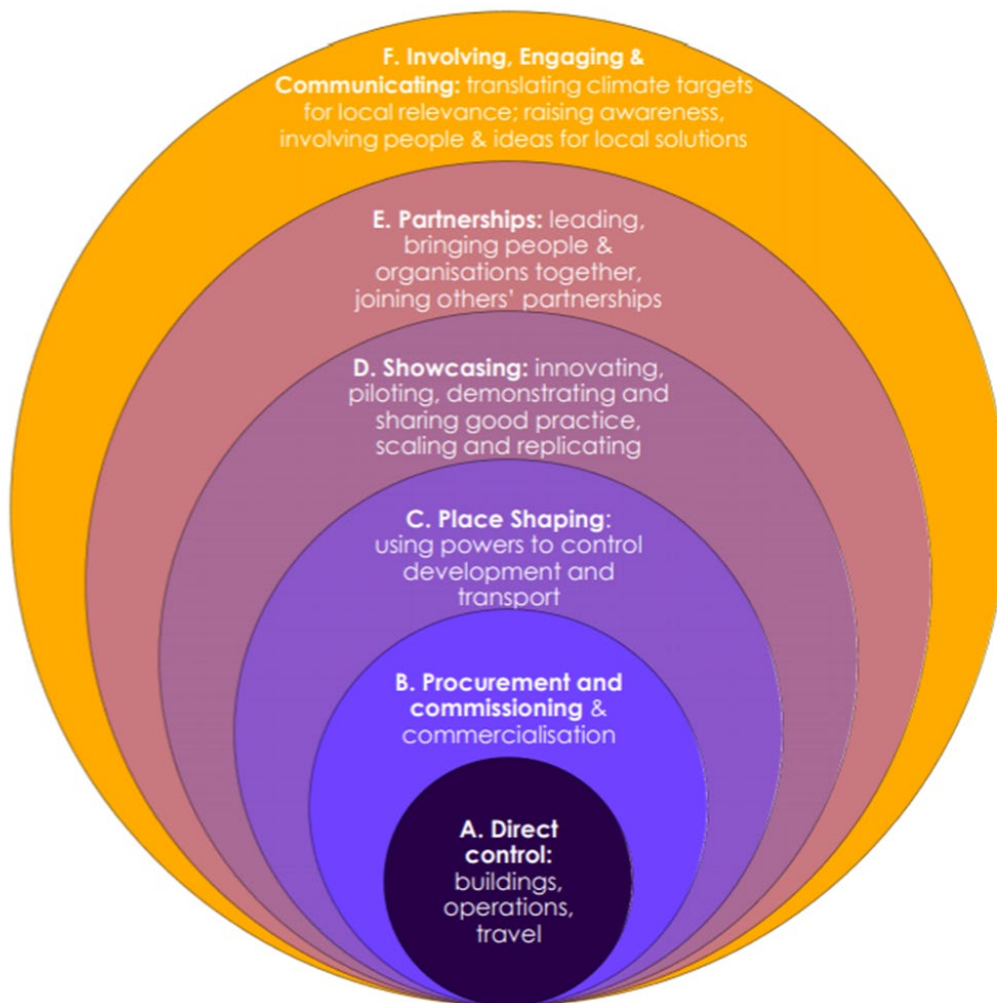 F. Involving, Engaging &
Communicating: translating climate targets
for local relevance; raising awareness,
involving people & ideas for local solutions
E. Partnerships: leading,
bringing people &
organisations together,
joining others' partnerships
D. Showcasing: innovating,
piloting, demonstrating and
sharing good practice,
scaling and replicating
C. Place Shaping:
using powers to control
development and
transport
B. Procurement and
commissioning &
commercialisation
A. Direct
control:
buildings,
operations,
travel